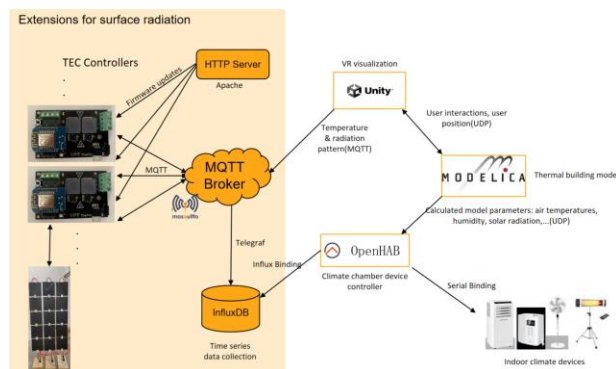 Extensions for surface radiation
TEC Controllers
Firmware updates
HTTP Server
Apache
VR visualization
Unity
User interactions, user
position(UDP)
Temperature
& radiation
pattern(MQTT)
MQTT
MQTT
Broker
mosquitto
MODELICA
Thermal building mode
Calculated model parameters: air temperatures,
humidity, solar radiation,...(UDP)
Telegraf
Influx Binding
OpenHAB
Climate chamber device
controller
Serial Binding
InfluxDB
Time series
data collection
Indoor climate devices